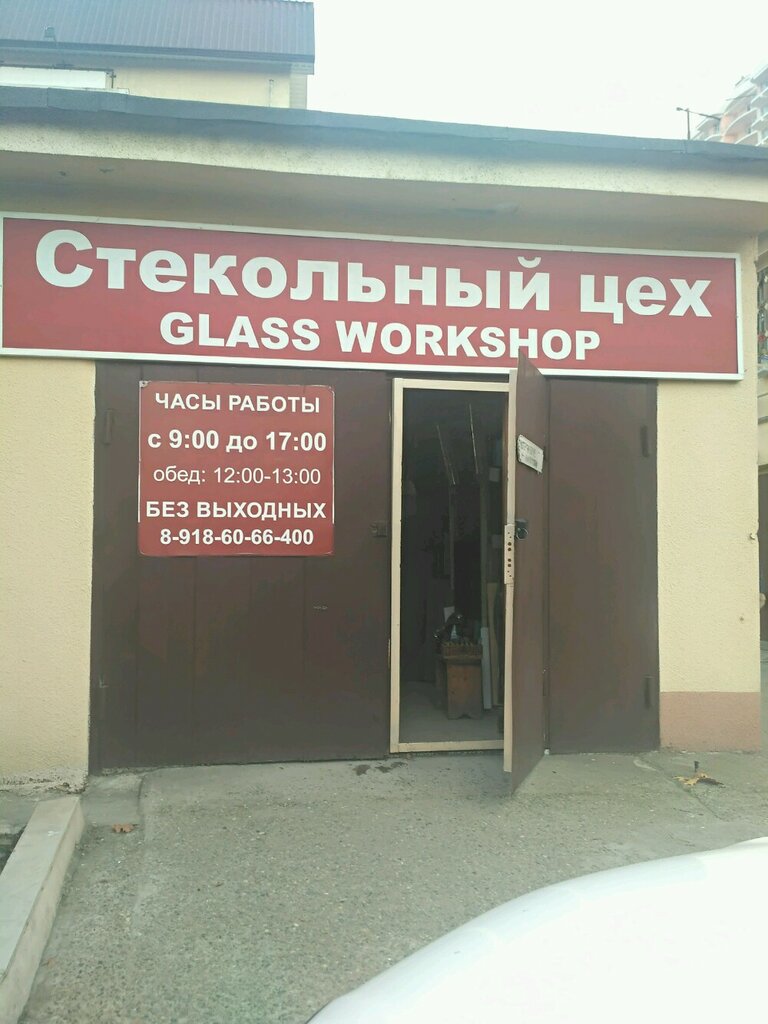 Стекольный цех
GLASS WORKSHOP
ЧАСЫ РАБОТЫ
с 9:00 до 17:00
обед: 12:00-13:00
БЕЗ ВЫХОДНЫХ
8-918-60-66-400